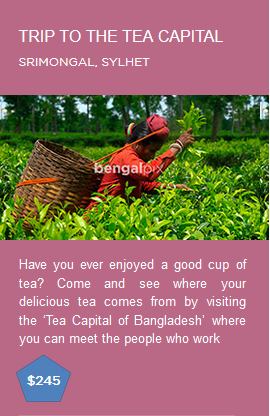 TRIP TO THE TEA CAPITAL
SRIMONGAL, SYLHET
bengalpix
Have you ever enjoyed a good cup of
tea? Come and see where your
delicious tea comes from by visiting
the ‘Tea Capital of Bangladesh’ where
you can meet the people who work
$245